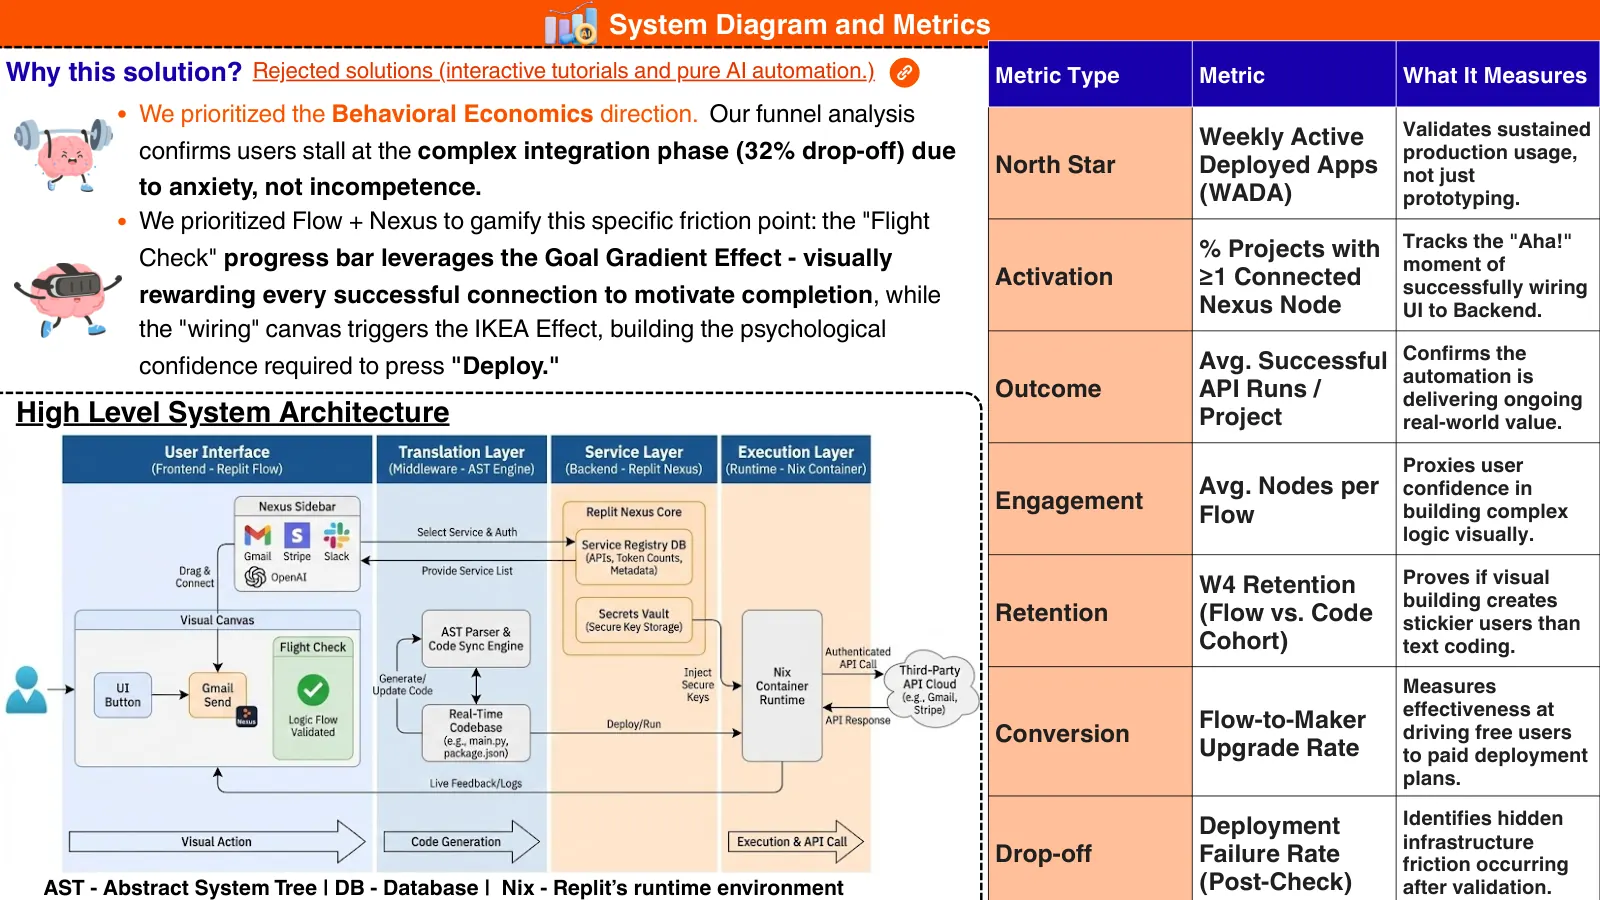 System Diagram and Metrics
Why this solution? Rejected solutions (interactive tutorials and pure AI automation.)
• We prioritized the Behavioral Economics direction. Our funnel analysis
confirms users stall at the complex integration phase (32% drop-off) due
to anxiety, not incompetence.
• We prioritized Flow + Nexus to gamify this specific friction point: the "Flight
Check" progress bar leverages the Goal Gradient Effect - visually
rewarding every successful connection to motivate completion, while
the "wiring" canvas triggers the IKEA Effect, building the psychological
confidence required to press "Deploy."
High Level System Architecture
User Interface
(Frontend - Replit Flow)
Translation Layer
(Middleware - AST Engine)
Service Layer
(Backend - Replit Nexus)
Execution Layer
(Runtime - Nix Container)
Nexus Sidebar
Gmail
Stripe
Slack
OpenAI
Drag &
Connect
Select Service & Auth
Provide Service List
Replit Nexus Core
Service Registry DB
(APIs, Token Counts,
Metadata)
Secrets Vault
(Secure Key Storage)
Visual Canvas
UI
Button
Gmail
Send
Nexus
Flight Check
Logic Flow
Validated
AST Parser &
Code Sync Engine
Generate/
Update Code
Real-Time
Codebase
(e.g., main.py,
package.json)
Deploy/Run
Inject
Secure
Keys
Nix
Container
Runtime
Authenticated
API Call
API Response
Third-Party
API Cloud
(e.g., Gmail,
Stripe)
Live Feedback/Logs
Visual Action
Code Generation
Execution & API Call
AST - Abstract System Tree | DB - Database | Nix - Replit's runtime environment
Metric Type
Metric
What It Measures
North Star
Weekly Active
Deployed Apps
(WADA)
Validates sustained
production usage,
not just
prototyping.
Activation
% Projects with
≥1 Connected
Nexus Node
Tracks the "Aha!"
moment of
successfully wiring
UI to Backend.
Outcome
Avg. Successful
API Runs /
Project
Confirms the
automation is
delivering ongoing
real-world value.
Engagement
Avg. Nodes per
Flow
Proxies user
confidence in
building complex
logic visually.
Retention
W4 Retention
(Flow vs. Code
Cohort)
Proves if visual
building creates
stickier users than
text coding.
Conversion
Flow-to-Maker
Upgrade Rate
Measures
effectiveness at
driving free users
to paid deployment
plans.
Drop-off
Deployment
Failure Rate
(Post-Check)
Identifies hidden
infrastructure
friction occurring
after validation.